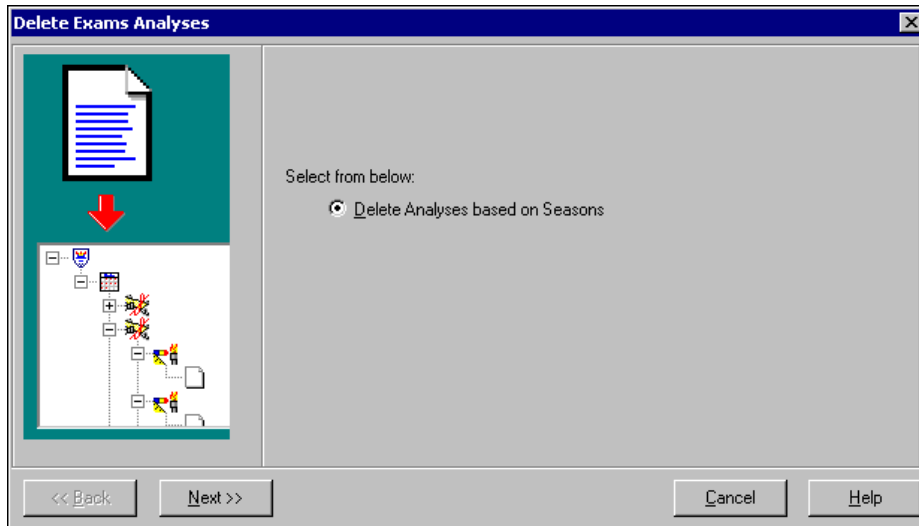 Delete Exams Analyses
Select from below:
Delete Analyses based on Seasons
<< Back
Next >>
Cancel
Help